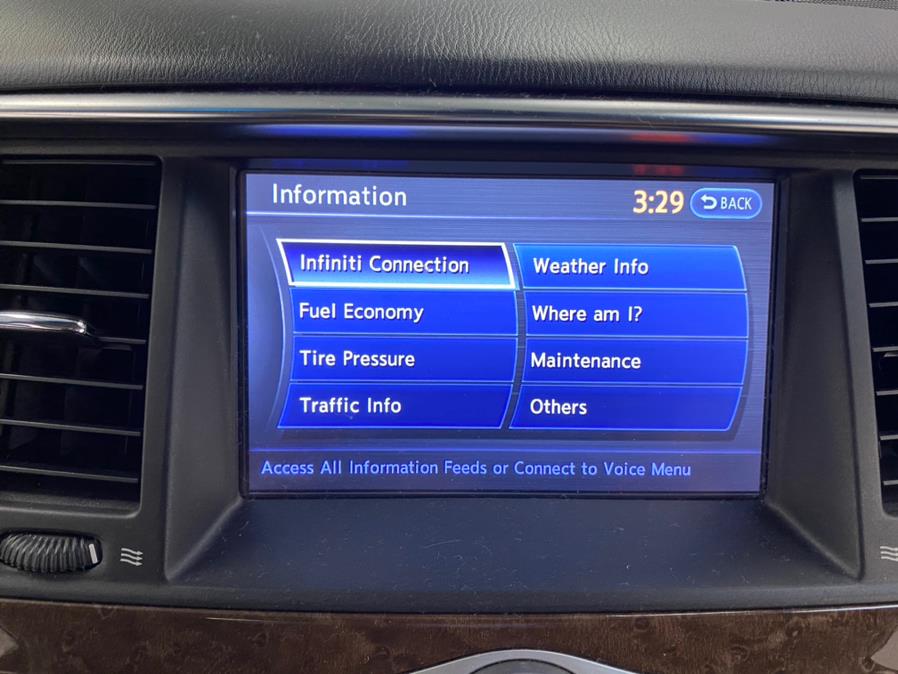 Information
3:29
BACK
Infiniti Connection
Weather Info
Fuel Economy
Where am I?
Tire Pressure
Maintenance
Traffic Info
Others
Access All Information Feeds or Connect to Voice Menu